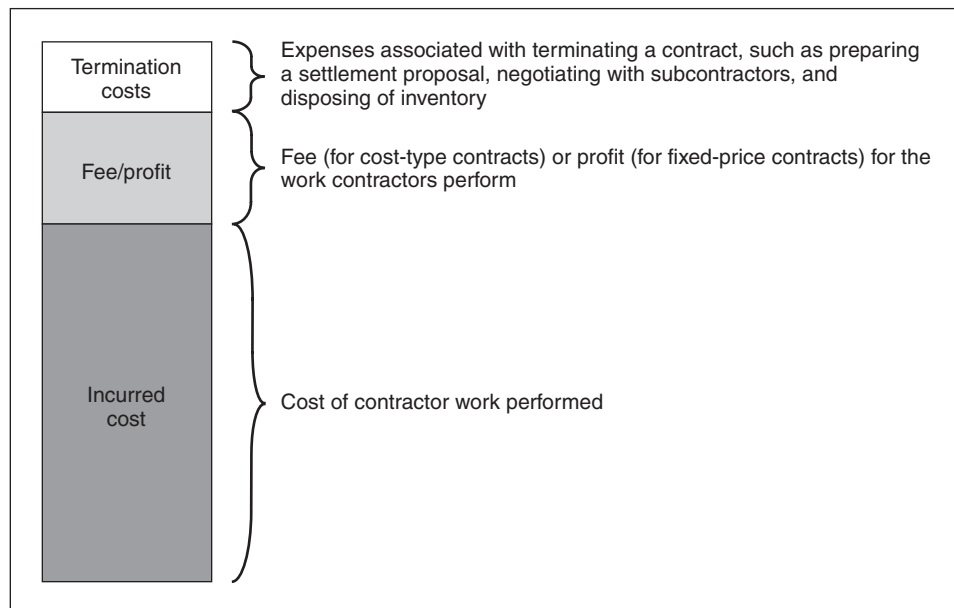 Termination
costs
Expenses associated with terminating a contract, such as preparing
a settlement proposal, negotiating with subcontractors, and
disposing of inventory
Fee/profit
Fee (for cost-type contracts) or profit (for fixed-price contracts) for the
work contractors perform
Incurred
cost
Cost of contractor work performed